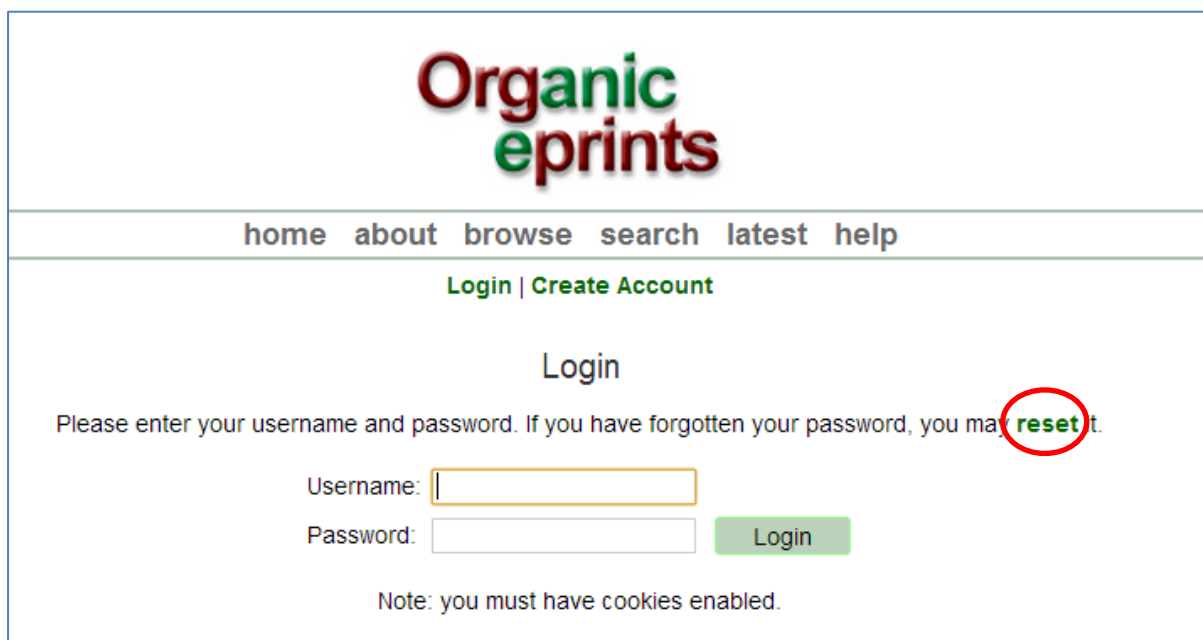 Organic
eprints
home about browse search latest help
Login | Create Account
Login
Please enter your username and password. If you have forgotten your password, you may reset it.
Username:
Password:
Login
Note: you must have cookies enabled.